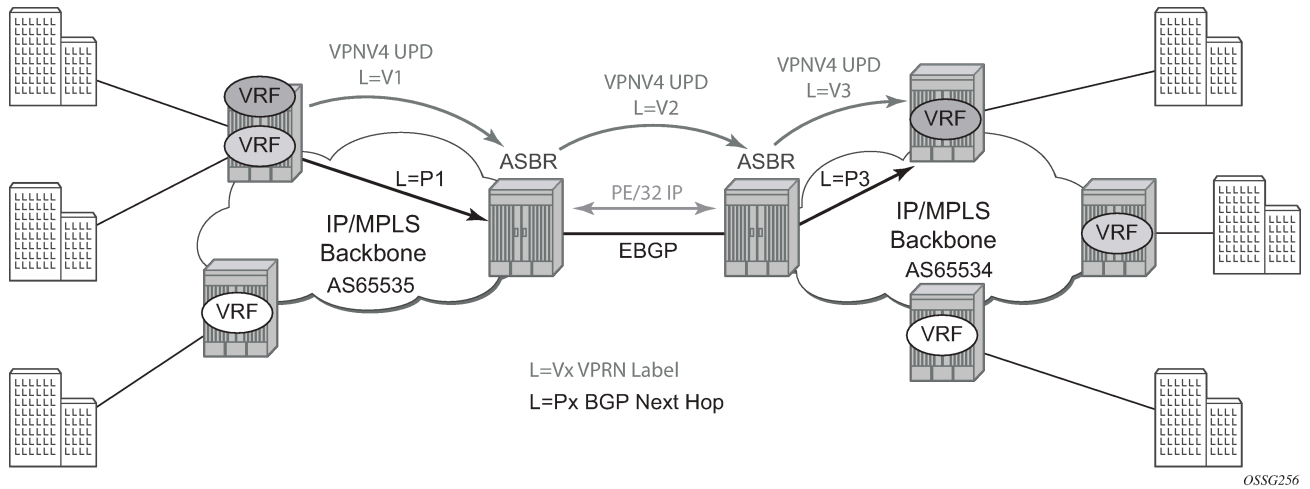 VPNV4 UPD
L=V1
VPNV4 UPD
L=V2
VPNV4 UPD
L=V3
VRF
VRF
VRF
ASBR
ASBR
L=P1
PE/32 IP
L=P3
EBGP
IP/MPLS
Backbone
AS65535
IP/MPLS
Backbone
AS65534
VRF
VRF
VRF
L=Vx VPRN Label
L=Px BGP Next Hop
OSSG256